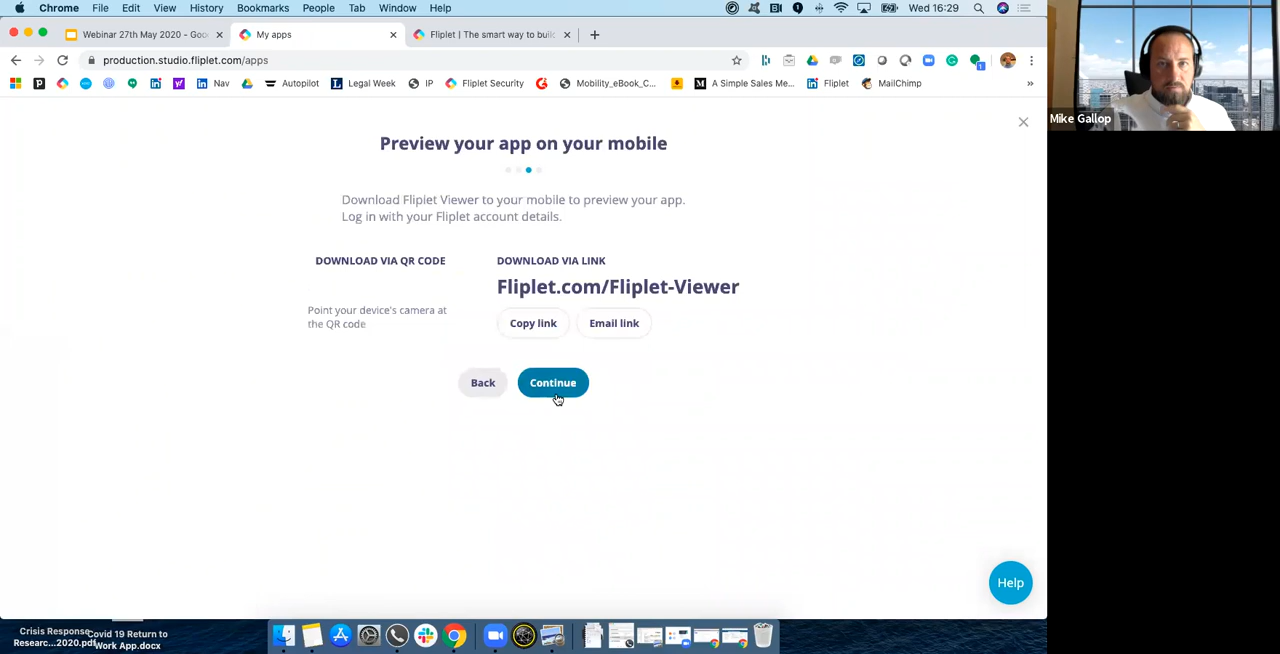 Chrome File Edit View History Bookmarks People Tab Window Help Wed 16:29
Webinar 27th May 2020 - Goo
My apps
Fliplet | The smart way to buil
production.studio.fliplet.com/apps
Nav
Autopilot
Legal Week
IP
Fliplet Security
Mobility_eBook_C...
A Simple Sales Me...
Fliplet
MailChimp
»
Mike Gallop
Preview your app on your mobile
Download Fliplet Viewer to your mobile to preview your app.
Log in with your Fliplet account details.
DOWNLOAD VIA QR CODE
Point your device's camera at
the QR code
DOWNLOAD VIA LINK
Fliplet.com/Fliplet-Viewer
Copy link
Email link
Back
Continue
Help
Crisis Response
Researc...2020.pdf
Covid 19 Return to
Work App.docx